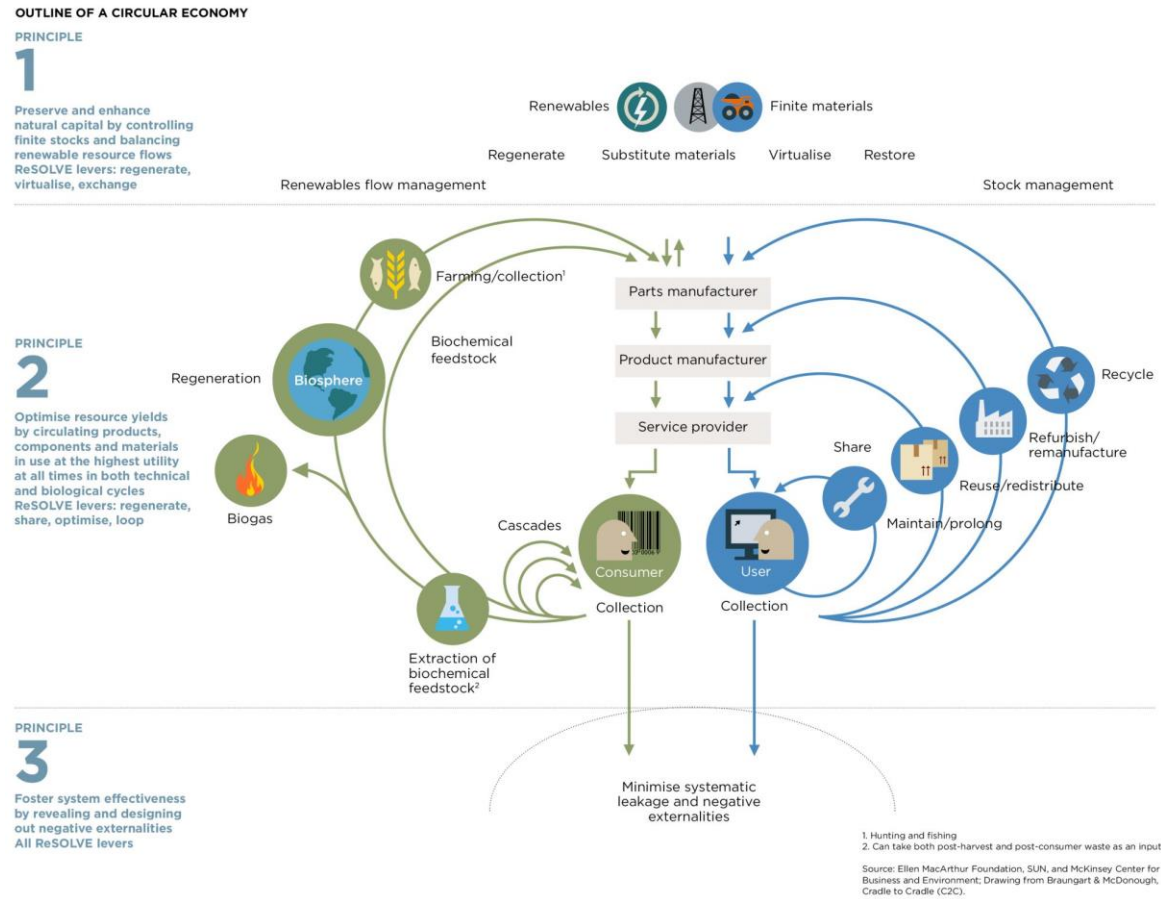 OUTLINE OF A CIRCULAR ECONOMY
PRINCIPLE
1
Preserve and enhance
natural capital by controlling
finite stocks and balancing
renewable resource flows
ReSOLVE levers: regenerate,
virtualise, exchange
Renewables
Finite materials
Regenerate
Substitute materials
Virtualise
Restore
Renewables flow management
Stock management
PRINCIPLE
2
Optimise resource yields
by circulating products,
components and materials
in use at the highest utility
at all times in both technical
and biological cycles
ReSOLVE levers: regenerate,
share, optimise, loop
Farming/collection¹
Parts manufacturer
Biochemical
feedstock
Product manufacturer
Regeneration
Biosphere
Recycle
Service provider
Share
Refurbish/
remanufacture
Reuse/redistribute
Biogas
Cascades
Maintain/prolong
Consumer
User
Collection
Collection
Extraction of
biochemical
feedstock²
PRINCIPLE
3
Foster system effectiveness
by revealing and designing
out negative externalities
All ReSOLVE levers
Minimise systematic
leakage and negative
externalities
1. Hunting and fishing
2. Can take both post-harvest and post-consumer waste as an input
Source: Ellen MacArthur Foundation, SUN, and McKinsey Center for
Business and Environment; Drawing from Braungart & McDonough,
Cradle to Cradle (C2C).